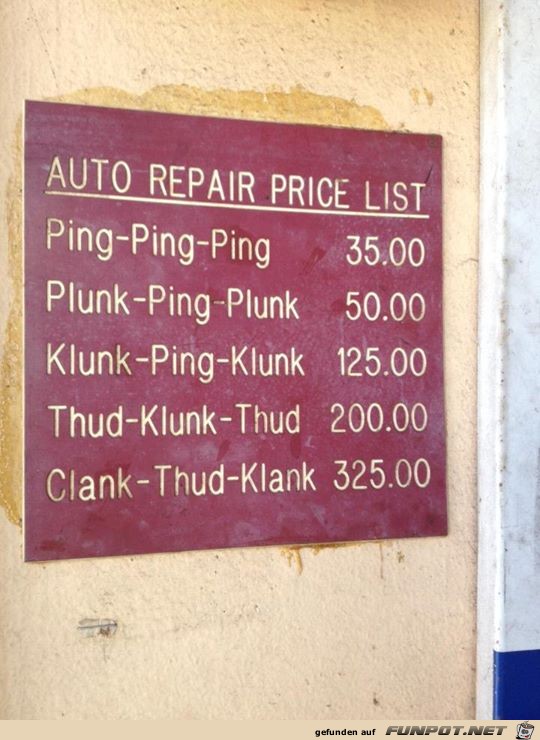 AUTO REPAIR PRICE LIST
Ping-Ping-Ping 35.00
Plunk-Ping-Plunk 50.00
Klunk-Ping-Klunk 125.00
Thud-Klunk-Thud 200.00
Clank-Thud-Klank 325.00
gefunden auf FUNPOT.NET